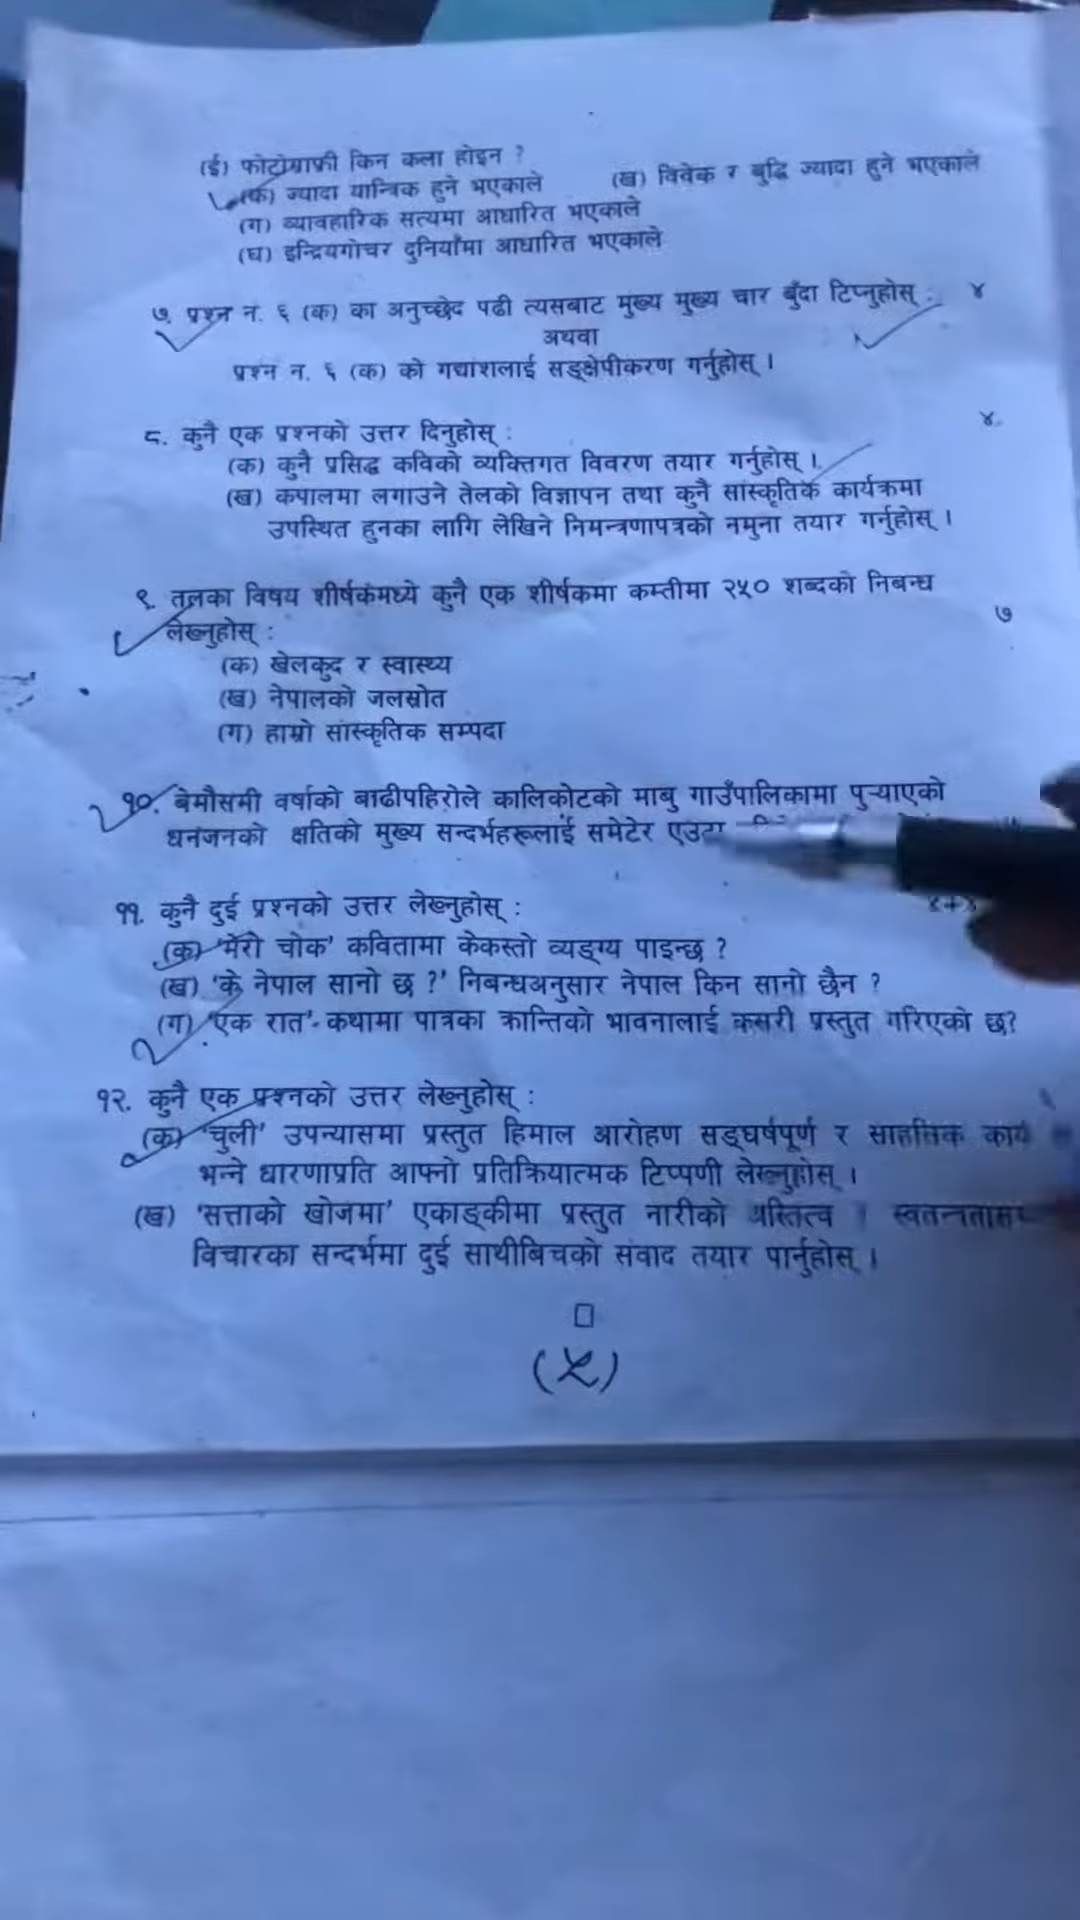 (ई) फोटोग्राफी किन कला होइन ?
(क) ज्यादा यान्त्रिक हुने भएकाले (ख) विवेक र बुद्धि ज्यादा हुने भएकाले
(ग) व्यावहारिक सत्यमा आधारित भएकाले
(घ) इन्द्रियगोचर दुनियाँमा आधारित भएकाले
७. प्रश्न न. ६ (क) का अनुच्छेद पढी त्यसबाट मुख्य मुख्य चार बुँदा टिप्नुहोस् : ४
अथवा
प्रश्न न. ६ (क) को गद्यांशलाई सङ्क्षेपीकरण गर्नुहोस् ।
८. कुनै एक प्रश्नको उत्तर दिनुहोस् : ४
(क) कुनै प्रसिद्ध कविको व्यक्तिगत विवरण तयार गर्नुहोस् ।
(ख) कपालमा लगाउने तेलको विज्ञापन तथा कुनै सांस्कृतिक कार्यक्रममा
उपस्थित हुनका लागि लेखिने निमन्त्रणापत्रको नमुना तयार गर्नुहोस् ।
९. तलका विषय शीर्षकमध्ये कुनै एक शीर्षकमा कम्तीमा २५० शब्दको निबन्ध
लेख्नुहोस् : ७
(क) खेलकुद र स्वास्थ्य
(ख) नेपालको जलस्रोत
(ग) हाम्रो सांस्कृतिक सम्पदा
१०. बेमौसमी वर्षाको बाढीपहिरोले कालिकोटको माबु गाउँपालिकामा पुऱ्याएको
धनजनको क्षतिको मुख्य सन्दर्भहरूलाई समेटेर एउटा
११. कुनै दुई प्रश्नको उत्तर लेख्नुहोस् :
(क) 'मेरो चोक' कवितामा केकस्तो व्यङ्ग्य पाइन्छ ?
(ख) 'के नेपाल सानो छ ?' निबन्धअनुसार नेपाल किन सानो छैन ?
(ग) 'एक रात' कथामा पात्रका क्रान्तिको भावनालाई कसरी प्रस्तुत गरिएको छ?
१२. कुनै एक प्रश्नको उत्तर लेख्नुहोस् :
(क) 'चुली' उपन्यासमा प्रस्तुत हिमाल आरोहण सङ्घर्षपूर्ण र साहसिक कार्य
भन्ने धारणाप्रति आफ्नो प्रतिक्रियात्मक टिप्पणी लेख्नुहोस् ।
(ख) 'सत्ताको खोजमा' एकाङ्कीमा प्रस्तुत नारीको अस्तित्व र
विचारका सन्दर्भमा दुई साथीबिचको संवाद तयार पार्नुहोस् ।
(५)